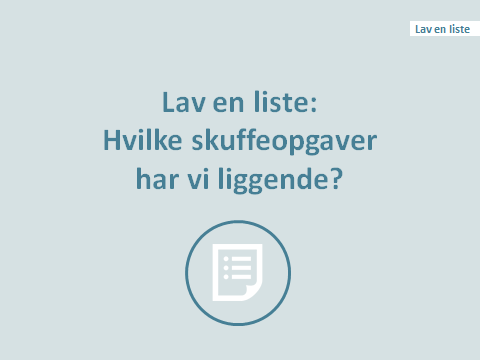 Lav en liste
Lav en liste:
Hvilke skuffeopgaver
har vi liggende?